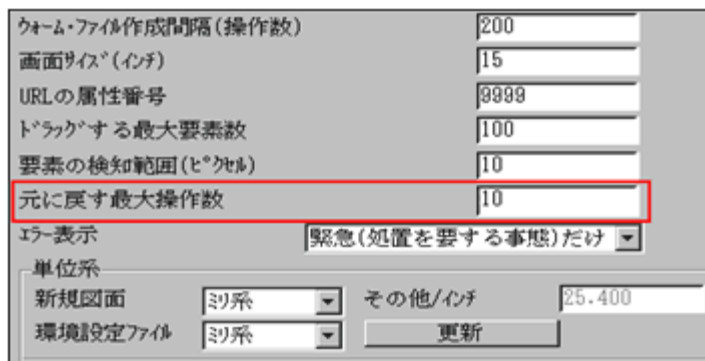 ｳｫｰﾑ･ﾌｧｲﾙ作成間隔(操作数) 200
画面ｻｲｽﾞ(ｲﾝﾁ) 15
URLの属性番号 9999
ﾄﾞﾗｯｸﾞする最大要素数 100
要素の検知範囲(ﾋﾟｸｾﾙ) 10
元に戻す最大操作数 10
ｴﾗｰ表示 緊急(処置を要する事態)だけ
単位系
新規図面 ﾐﾘ系 その他/ｲﾝﾁ 25.400
環境設定ﾌｧｲﾙ ﾐﾘ系 更新